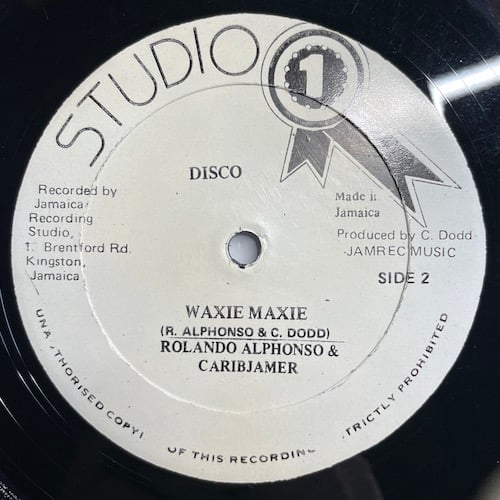 STUDIO 1
DISCO
Recorded by
Jamaica
Recording
Studio,
1. Brentford Rd.
Kingston,
Jamaica
Made i
Jamaica
Produced by C. Dodd
JAMREC MUSIC
SIDE 2
WAXIE MAXIE
(R. ALPHONSO & C. DODD)
ROLANDO ALPHONSO &
CARIBJAMER
UNA THORISED COPYI OF THIS RECORDING TRICTLY PROHIBITED